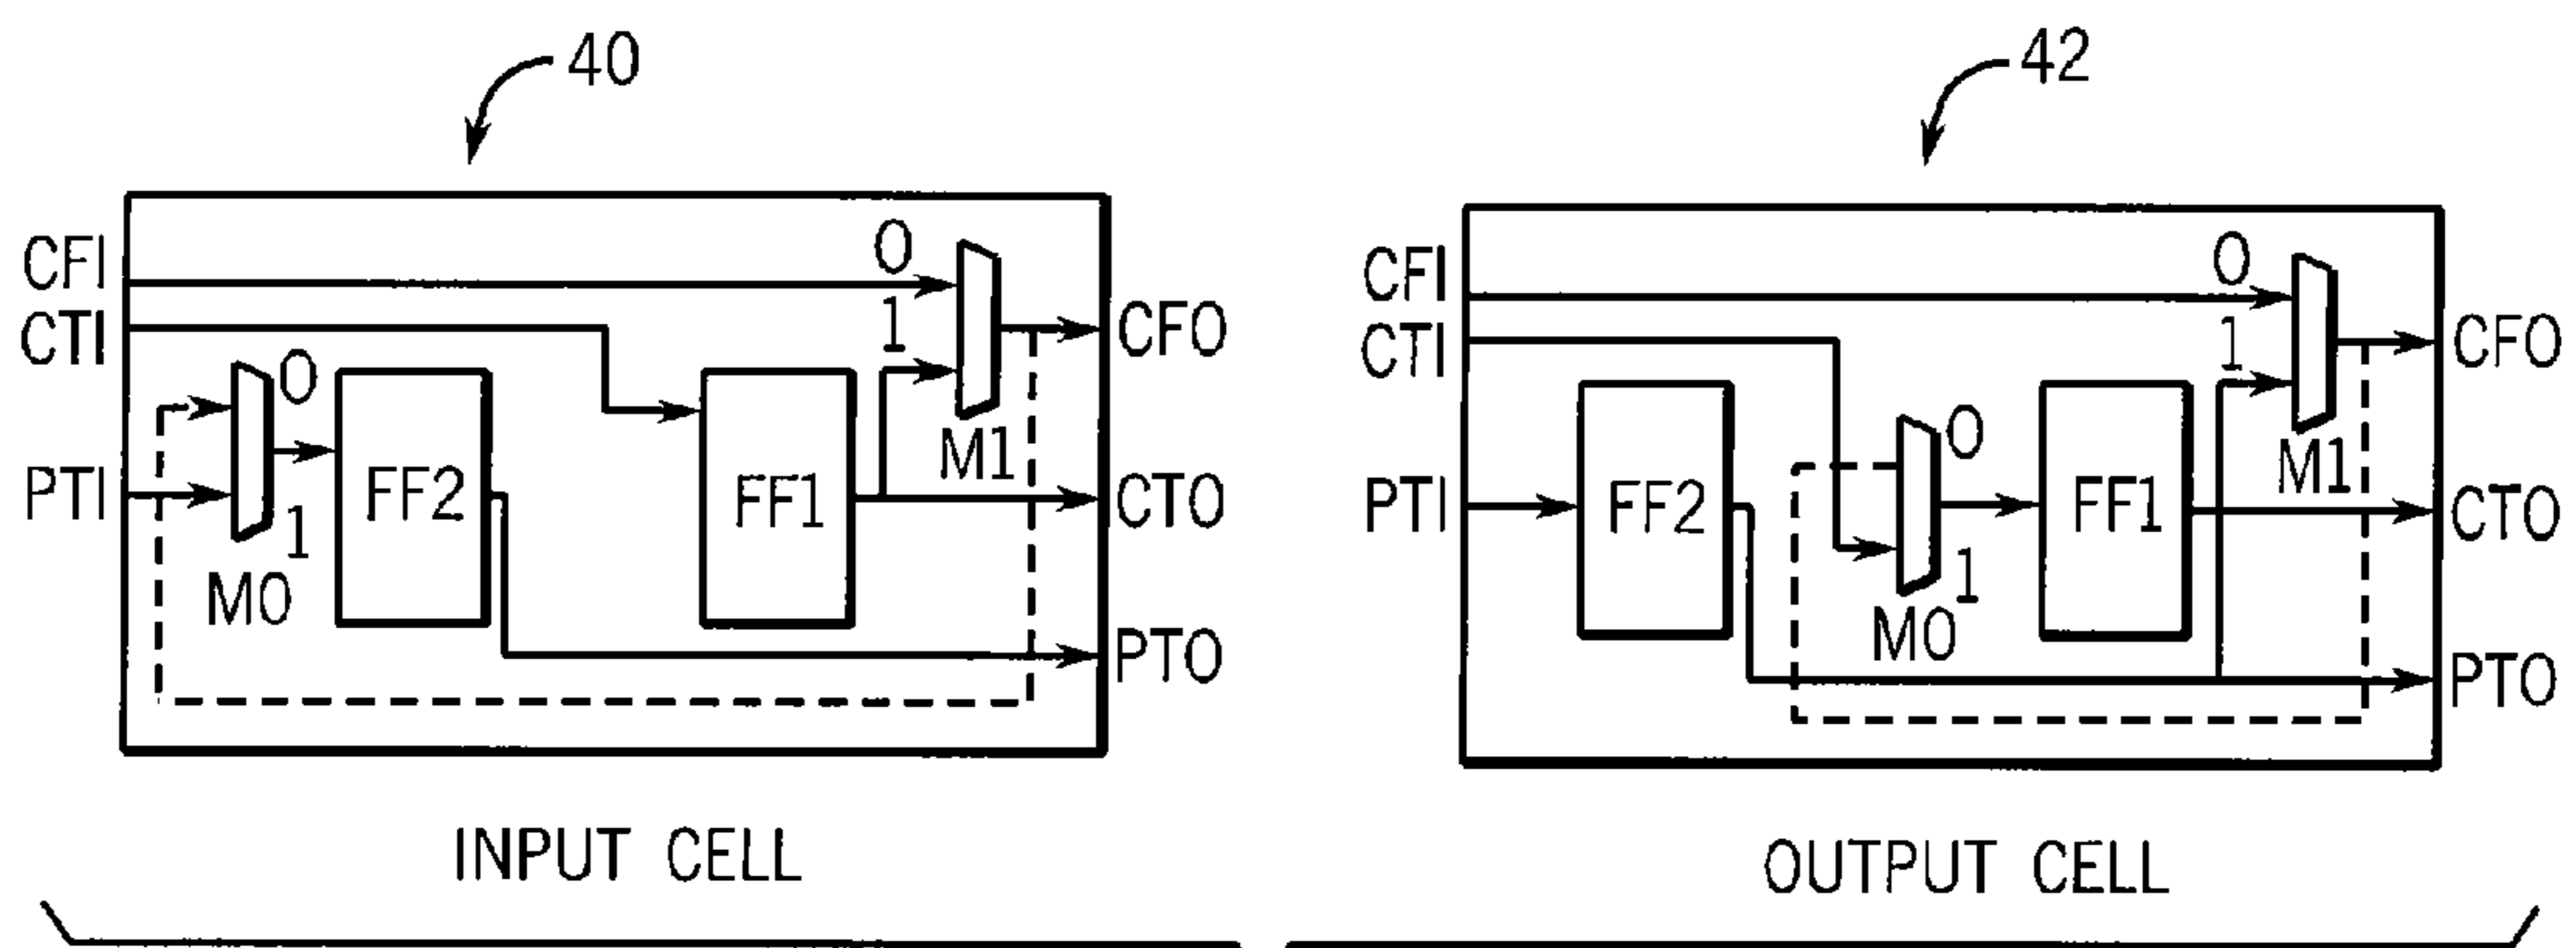 40
CFI
CTI
PTI
0
1
M0
FF2
FF1
0
1
M1
CFO
CTO
PTO
INPUT CELL
42
CFI
CTI
PTI
FF2
0
1
M0
FF1
0
1
M1
CFO
CTO
PTO
OUTPUT CELL